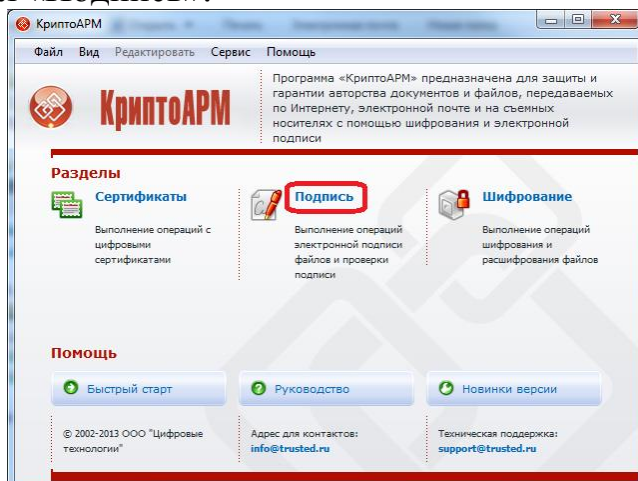 КриптоАРМ
Файл Вид Редактировать Сервис Помощь
КриптоАРМ
Программа «КриптоАРМ» предназначена для защиты и
гарантии авторства документов и файлов, передаваемых
по Интернету, электронной почте и на съемных
носителях с помощью шифрования и электронной
подписи
Разделы
Сертификаты
Выполнение операций с
цифровыми
сертификатами
Подпись
Выполнение операций
электронной подписи
файлов и проверки
подписи
Шифрование
Выполнение операций
шифрования и
расшифрования файлов
Помощь
Быстрый старт
Руководство
Новинки версии
© 2002-2013 ООО "Цифровые
технологии"
Адрес для контактов:
info@trusted.ru
Техническая поддержка:
support@trusted.ru